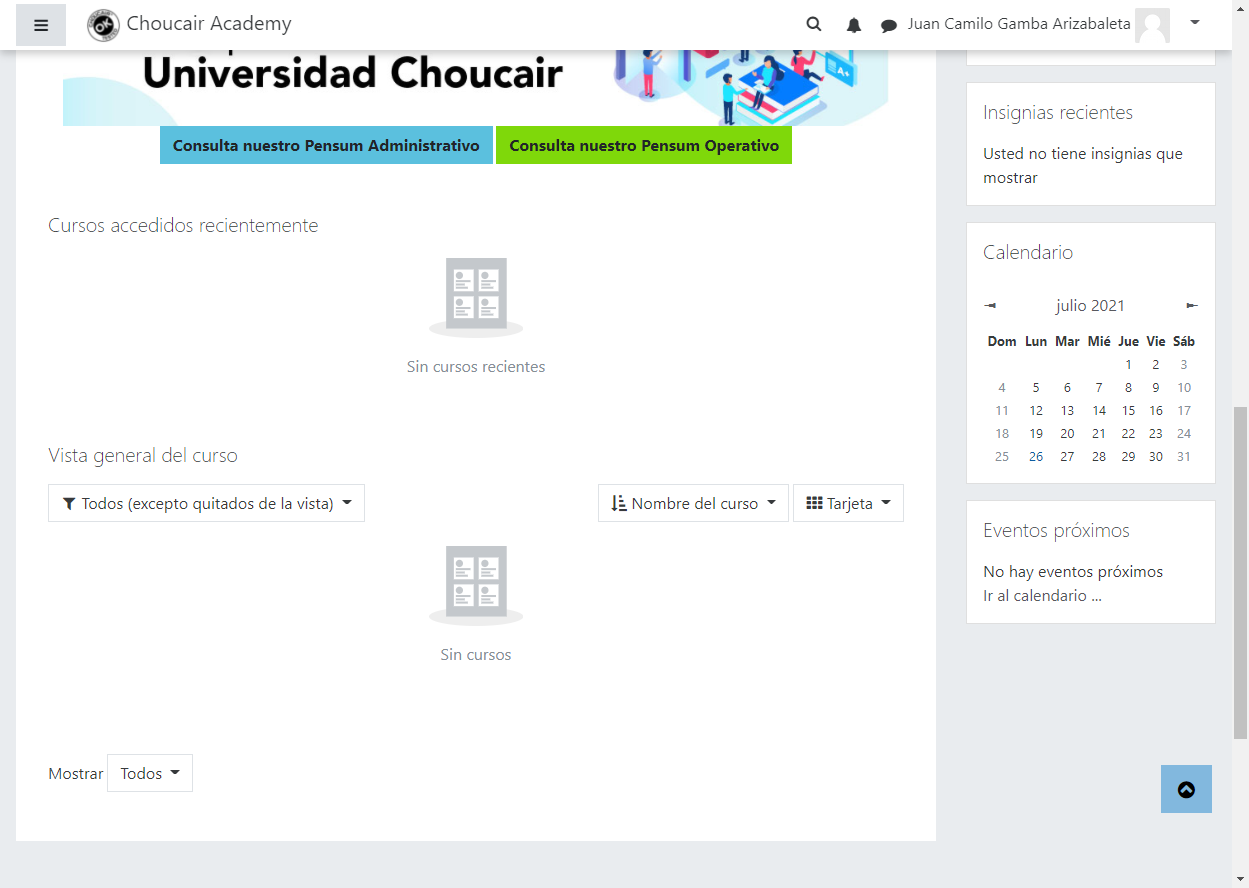 Choucair Academy
Juan Camilo Gamba Arizabaleta
Universidad Choucair
A+
Consulta nuestro Pensum Administrativo
Consulta nuestro Pensum Operativo
Cursos accedidos recientemente
Sin cursos recientes
Vista general del curso
Todos (excepto quitados de la vista)
Nombre del curso
Tarjeta
Sin cursos
Mostrar Todos
Insignias recientes
Usted no tiene insignias que
mostrar
Calendario
◄ julio 2021 ►
Dom Lun Mar Mié Jue Vie Sáb
1 2 3
4 5 6 7 8 9 10
11 12 13 14 15 16 17
18 19 20 21 22 23 24
25 26 27 28 29 30 31
Eventos próximos
No hay eventos próximos
Ir al calendario ...